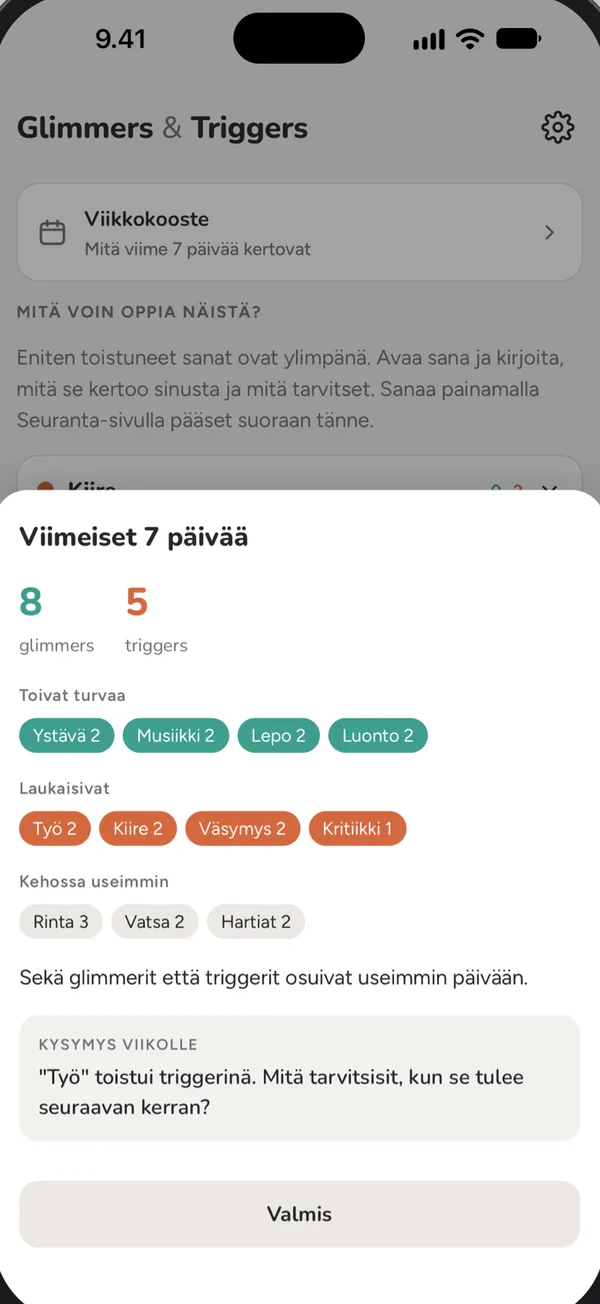 9.41
Glimmers & Triggers
Viikkokooste
Mitä viime 7 päivää kertovat
MITÄ VOIN OPPIA NÄISTÄ?
Eniten toistuneet sanat ovat ylimpänä. Avaa sana ja kirjoita,
mitä se kertoo sinusta ja mitä tarvitset. Sanaa painamalla
Seuranta-sivulla pääset suoraan tänne.
Kiire
Viimeiset 7 päivää
8 5
glimmers triggers
Toivat turvaa
Ystävä 2 Musiikki 2 Lepo 2 Luonto 2
Laukaisivat
Työ 2 Kiire 2 Väsymys 2 Kritiikki 1
Kehossa useimmin
Rinta 3 Vatsa 2 Hartiat 2
Sekä glimmerit että triggerit osuivat useimmin päivään.
KYSYMYS VIIKOLLE
"Työ" toistui triggerinä. Mitä tarvitsisit, kun se tulee
seuraavan kerran?
Valmis